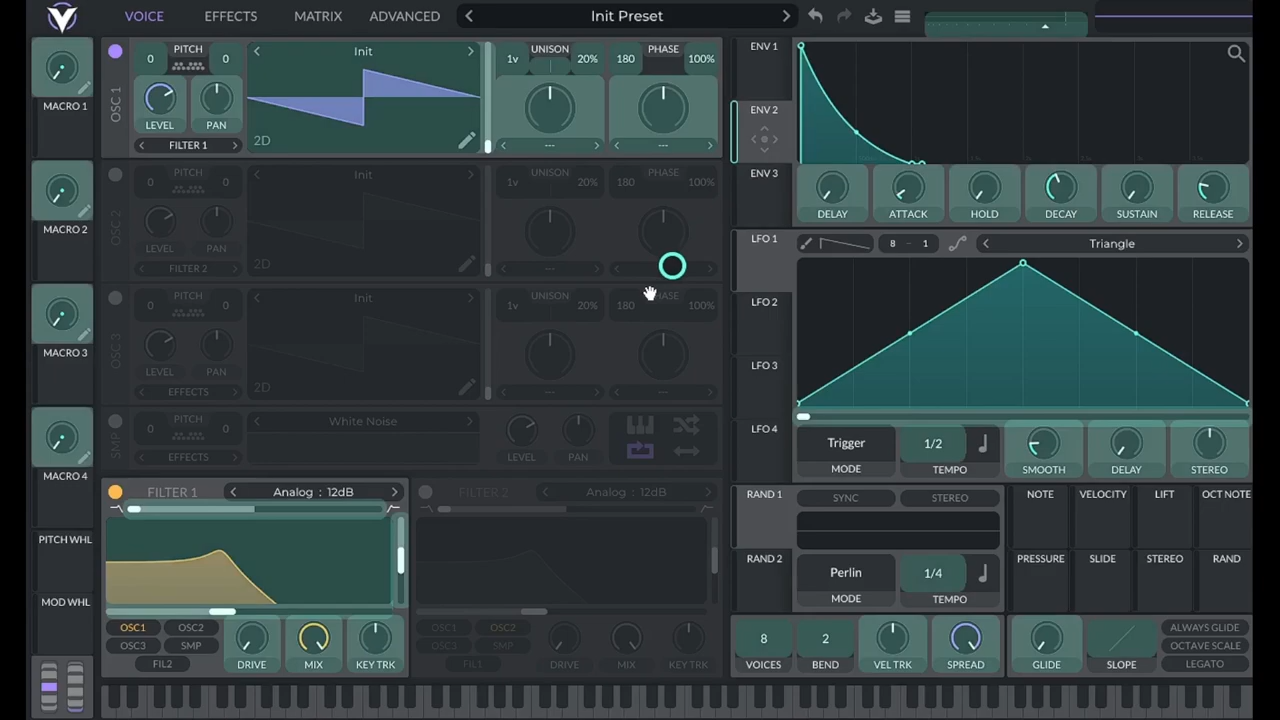 VOICE EFFECTS MATRIX ADVANCED Init Preset
MACRO 1
MACRO 2
MACRO 3
MACRO 4
PITCH WHL
MOD WHL
OSC 1
0 PITCH 0
LEVEL PAN
FILTER 1
Init
2D
UNISON
1v 20%
---
PHASE
180 100%
---
OSC 2
0 PITCH 0
LEVEL PAN
FILTER 2
Init
2D
UNISON
1v 20%
---
PHASE
180 100%
OSC 3
0 PITCH 0
LEVEL PAN
EFFECTS
Init
2D
UNISON
1v 20%
---
PHASE
180 100%
---
SMP
0 PITCH 0
EFFECTS
White Noise
LEVEL PAN
FILTER 1 Analog : 12dB
OSC1 OSC2
OSC3 SMP
FIL2
DRIVE MIX KEY TRK
FILTER 2 Analog : 12dB
OSC1 OSC2
OSC3 SMP
FIL1
DRIVE MIX KEY TRK
ENV 1
ENV 2
ENV 3
DELAY ATTACK HOLD DECAY SUSTAIN RELEASE
LFO 1
LFO 2
LFO 3
LFO 4
8 - 1 Triangle
Trigger 1/2
MODE TEMPO SMOOTH DELAY STEREO
RAND 1
RAND 2
SYNC STEREO
Perlin 1/4
MODE TEMPO
NOTE VELOCITY LIFT OCT NOTE
PRESSURE SLIDE STEREO RAND
8 2
VOICES BEND VEL TRK SPREAD
GLIDE SLOPE
ALWAYS GLIDE
OCTAVE SCALE
LEGATO